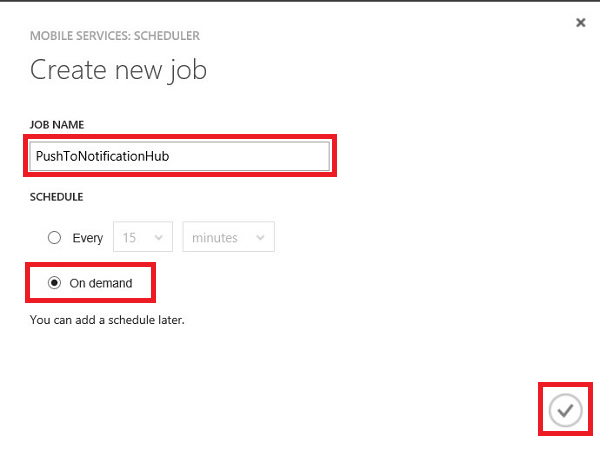 MOBILE SERVICES: SCHEDULER
Create new job
JOB NAME
PushToNotificationHub
SCHEDULE
Every 15 minutes
On demand
You can add a schedule later.